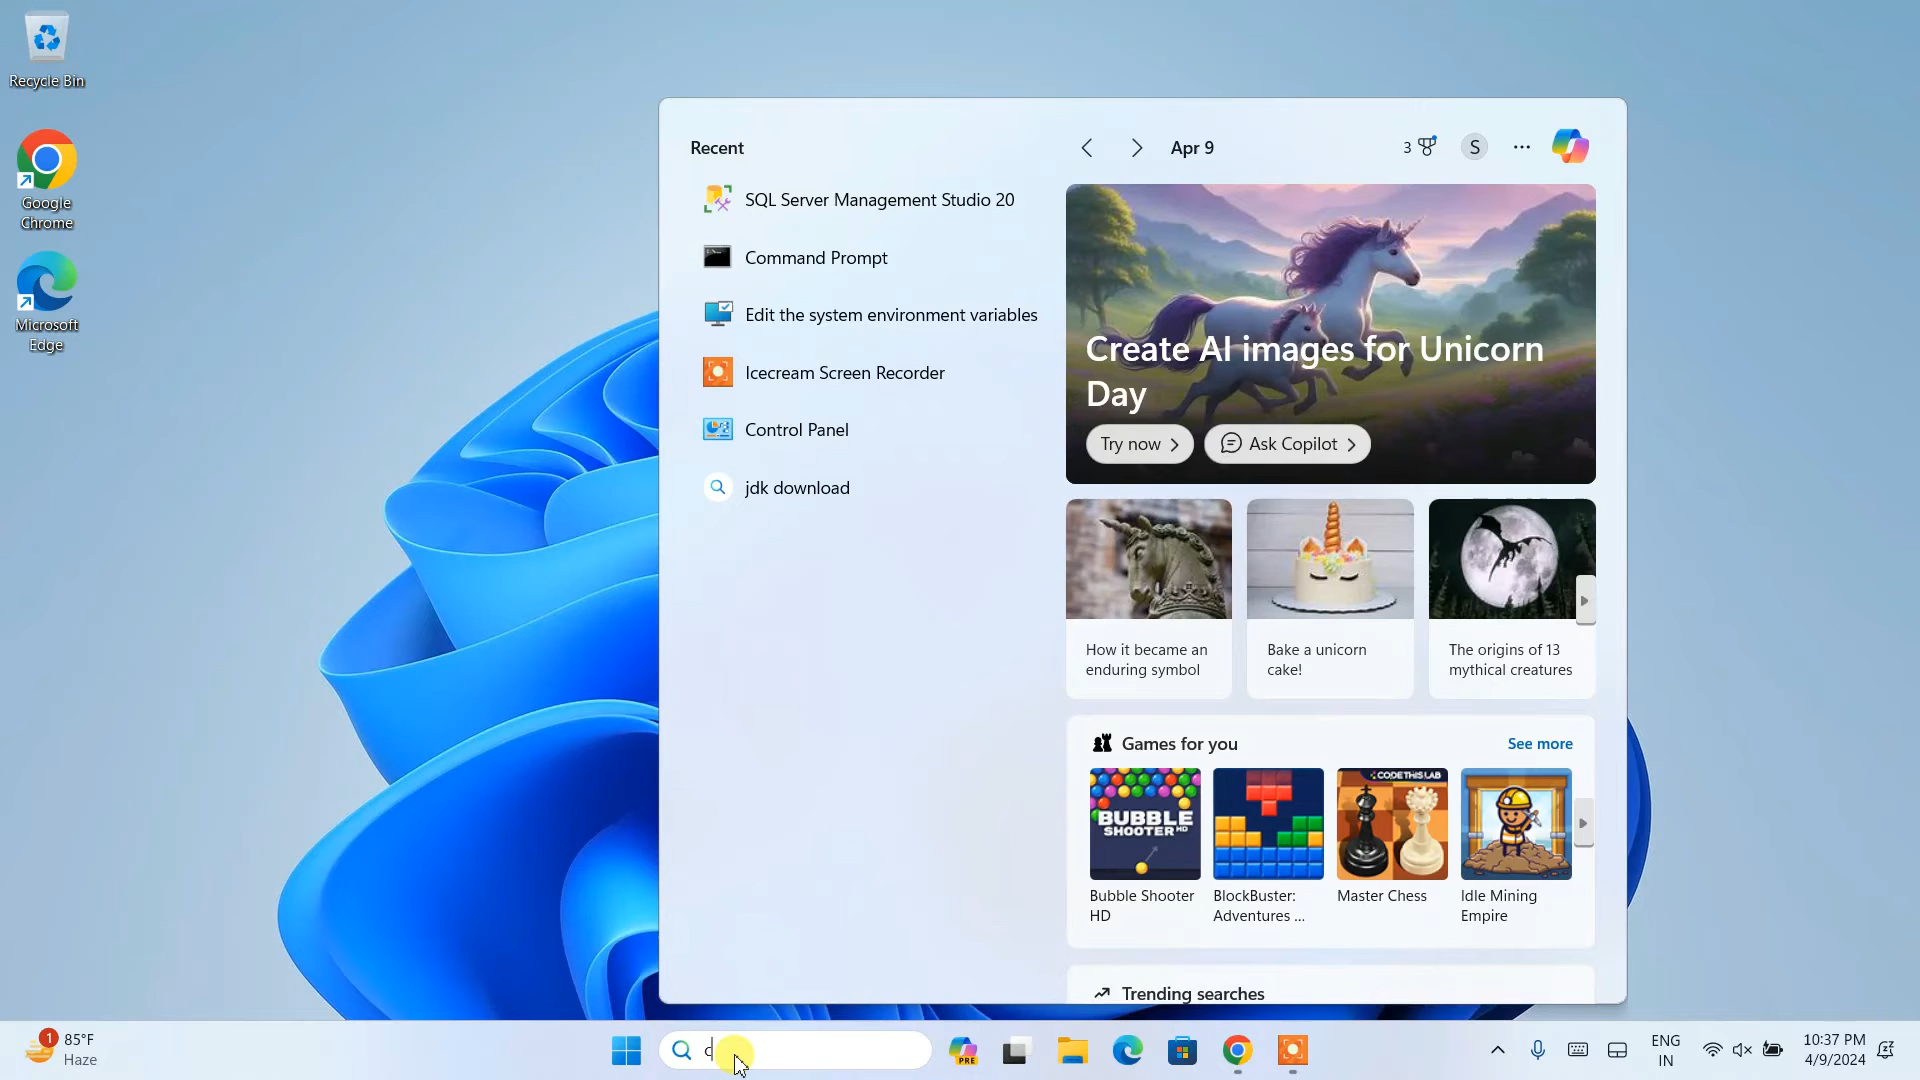 Recycle Bin
Google
Chrome
Microsoft
Edge
Recent
SQL Server Management Studio 20
Command Prompt
Edit the system environment variables
Icecream Screen Recorder
Control Panel
jdk download
Apr 9
3
S
Create AI images for Unicorn
Day
Try now
Ask Copilot
How it became an
enduring symbol
Bake a unicorn
cake!
The origins of 13
mythical creatures
Games for you
See more
BUBBLE
SHOOTER HD
CODETHISLAB
Bubble Shooter
HD
BlockBuster:
Adventures ...
Master Chess
Idle Mining
Empire
Trending searches
1
85°F
Haze
c
PRE
ENG
IN
10:37 PM
4/9/2024